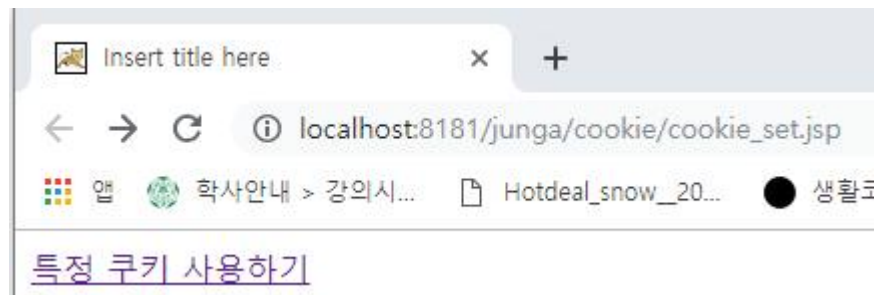 Insert title here
localhost:8181/junga/cookie/cookie_set.jsp
앱 학사안내 > 강의시... Hotdeal_snow__20... 생활코
특정 쿠키 사용하기